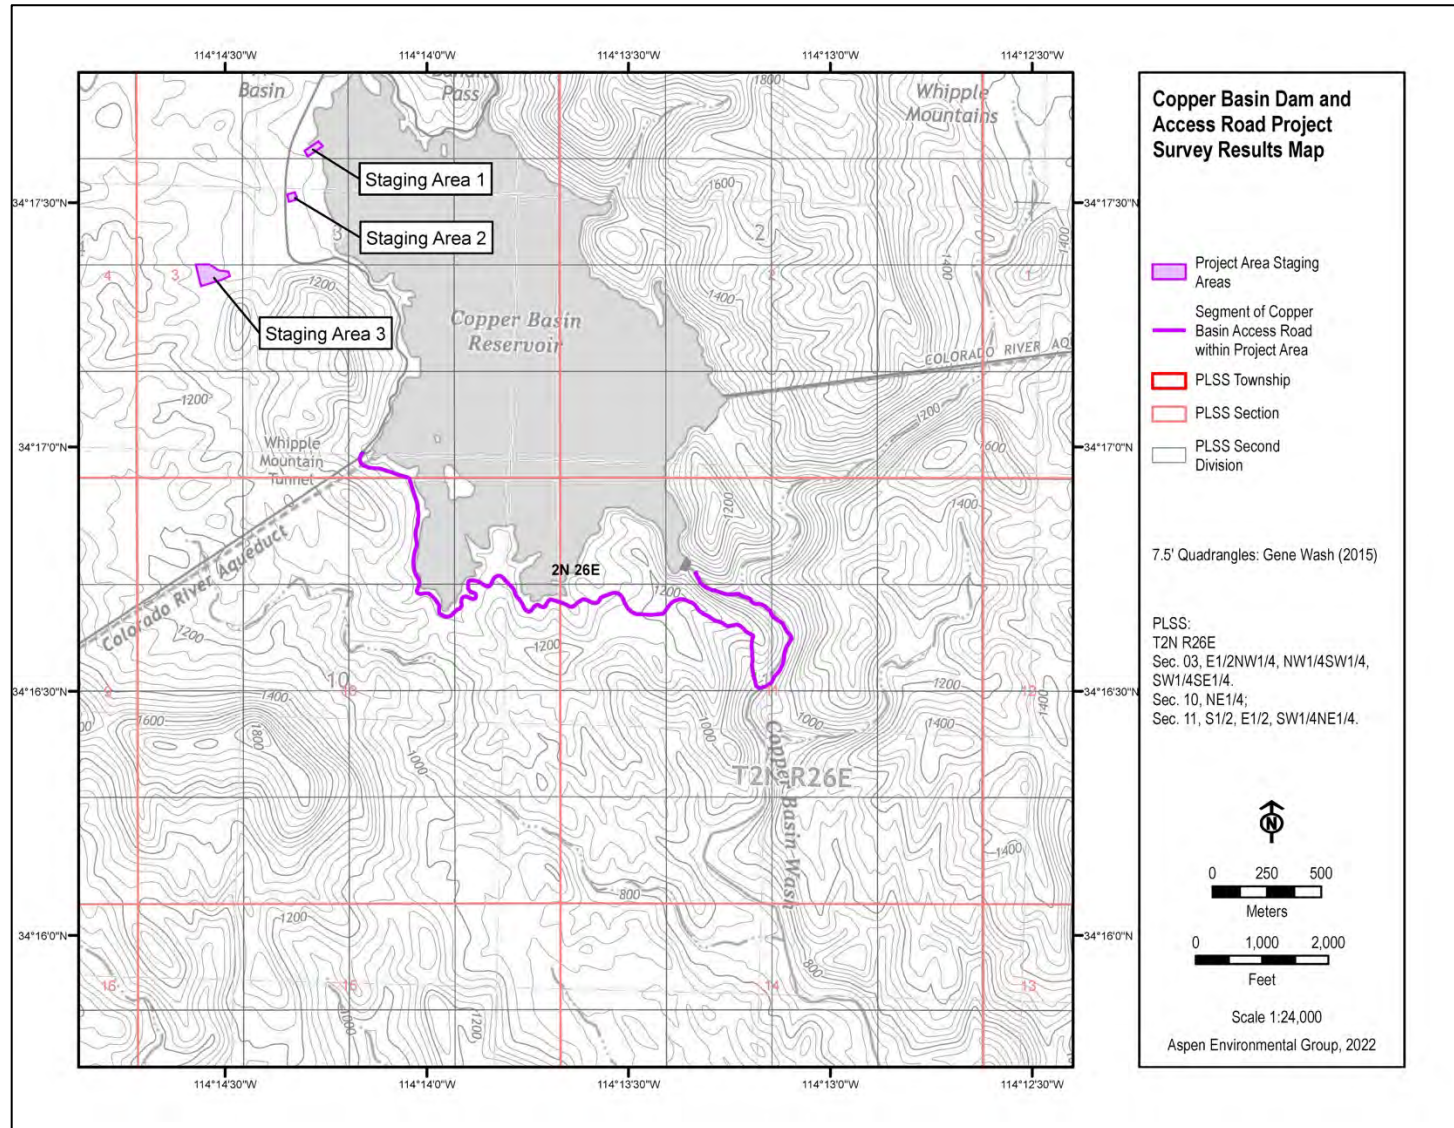 114°14'30"W
114°14'0"W
114°13'30"W
114°13'0"W
114°12'30"W
Basin
Pass
1800
Whipple
Mountains
Staging Area 1
1600
34°17'30"N
34°17'30"N
Staging Area 2
2
1400
1400
4
3
2
1
1200
1400
Staging Area 3
Copper Basin
Reservoir
COLORADO RIVER AQ
1200
1200
Whipple
Mountain
Tunnel
34°17'0"N
34°17'0"N
1600
1200
1400
Colorado River Aqueduct
2N 26E
1200
1200
1200
10
1200
34°16'30"N
34°16'30"N
9
10
11
12
1400
1600
1800
1000
1000
1400
1400
1000
Copper Basin Wash
T2N R26E
1400
800
1200
34°16'0"N
34°16'0"N
800
16
15
14
13
1000
1200
114°14'30"W
114°14'0"W
114°13'30"W
114°13'0"W
114°12'30"W
Copper Basin Dam and
Access Road Project
Survey Results Map
Project Area Staging
Areas
Segment of Copper
Basin Access Road
within Project Area
PLSS Township
PLSS Section
PLSS Second
Division
7.5' Quadrangles: Gene Wash (2015)
PLSS:
T2N R26E
Sec. 03, E1/2NW1/4, NW1/4SW1/4,
SW1/4SE1/4.
Sec. 10, NE1/4;
Sec. 11, S1/2, E1/2, SW1/4NE1/4.
N
0 250 500
Meters
0 1,000 2,000
Feet
Scale 1:24,000
Aspen Environmental Group, 2022